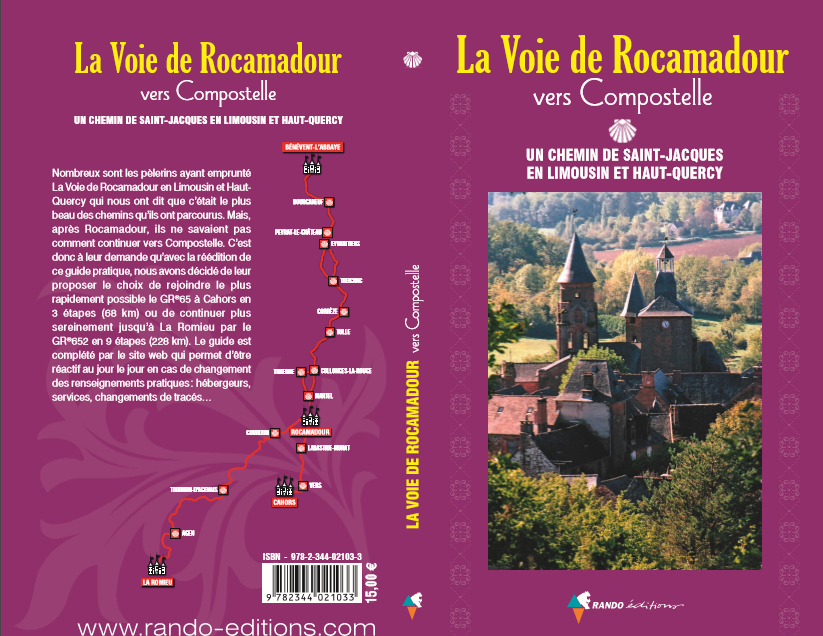 La Voie de Rocamadour
vers Compostelle
UN CHEMIN DE SAINT-JACQUES EN LIMOUSIN ET HAUT-QUERCY
Nombreux sont les pèlerins ayant emprunté
La Voie de Rocamadour en Limousin et Haut-
Quercy qui nous ont dit que c'était le plus
beau des chemins qu'ils ont parcourus. Mais,
après Rocamadour, ils ne savaient pas
comment continuer vers Compostelle. C'est
donc à leur demande qu'avec la réédition de
ce guide pratique, nous avons décidé de leur
proposer le choix de rejoindre le plus
rapidement possible le GR®65 à Cahors en
3 étapes (68 km) ou de continuer plus
sereinement jusqu'à La Romieu par le
GR®652 en 9 étapes (228 km). Le guide est
complété par le site web qui permet d'être
réactif au jour le jour en cas de changement
des renseignements pratiques : hébergeurs,
services, changements de tracés…
BÉNÉVENT-L'ABBAYE
BOURGANEUF
PEYRAT-LE-CHÂTEAU
EYMOUTIERS
TREIGNAC
CORRÈZE
TULLE
TURENNE
COLLONGES-LA-ROUGE
MARTEL
ROCAMADOUR
GOURDON
LABASTIDE-MURAT
VERS
CAHORS
AGEN
LA ROMIEU
ISBN - 978-2-344-02103-3
9 782344 021033
15,00 €
www.rando-editions.com
LA VOIE DE ROCAMADOUR vers Compostelle
La Voie de Rocamadour
vers Compostelle
UN CHEMIN DE SAINT-JACQUES
EN LIMOUSIN ET HAUT-QUERCY
RANDO éditions